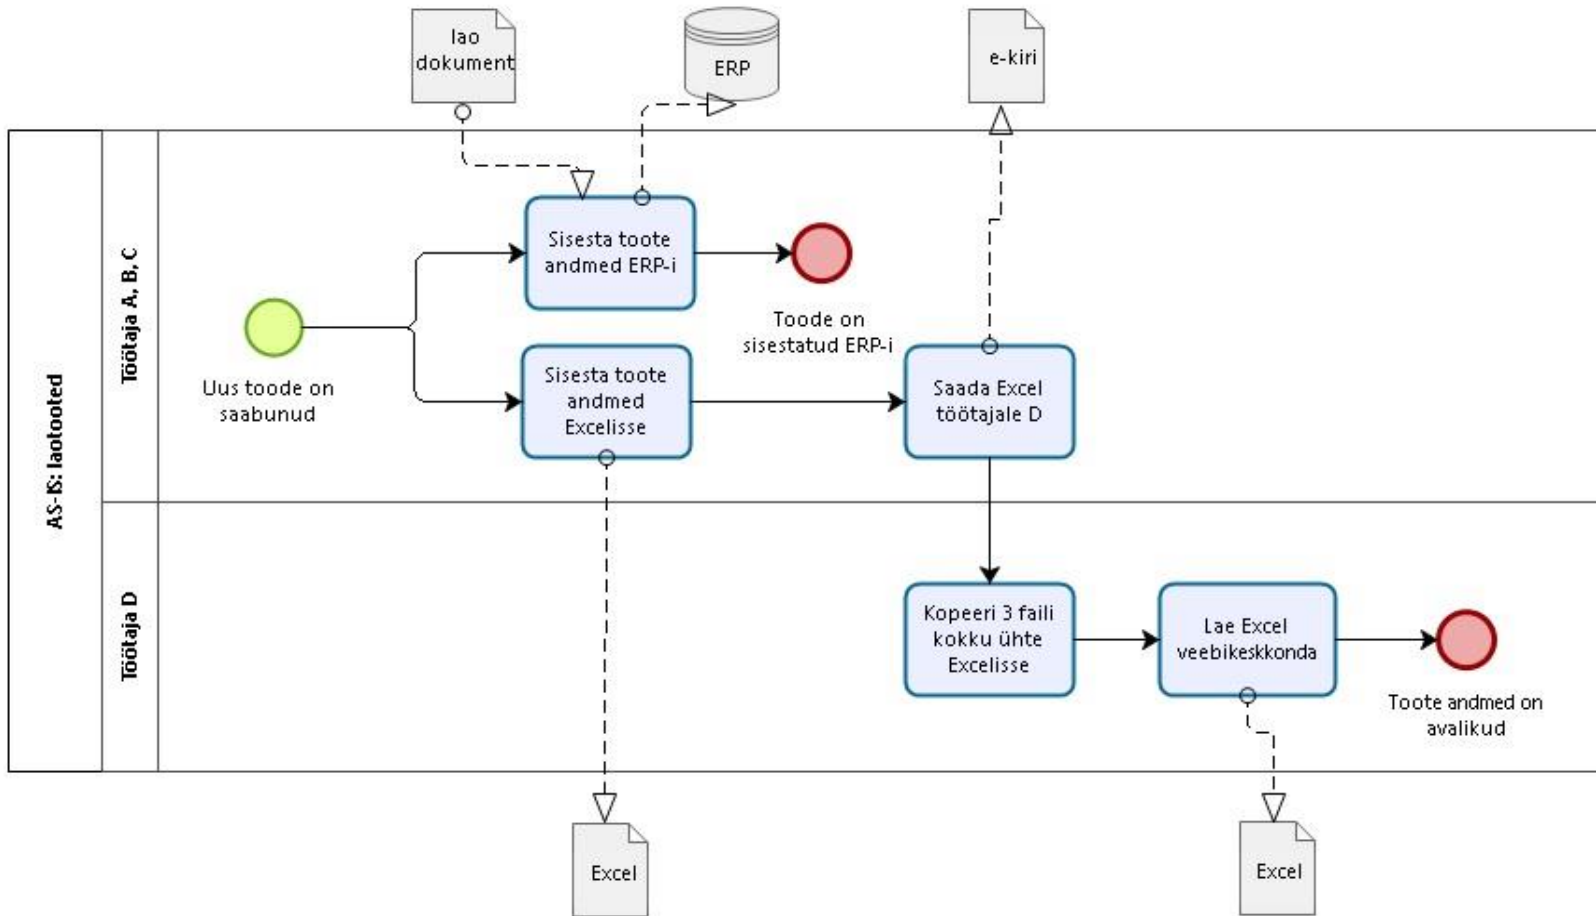 lao
dokument
ERP
e-kiri
AS-IS: laotooted
Töötaja A, B, C
Sisesta toote
andmed ERP-i
Toode on
sisestatud ERP-i
Uus toode on
saabunud
Sisesta toote
andmed
Excelisse
Saada Excel
töötajale D
Töötaja D
Kopeeri 3 faili
kokku ühte
Excelisse
Lae Excel
veebikeskkonda
Toote andmed on
avalikud
Excel
Excel